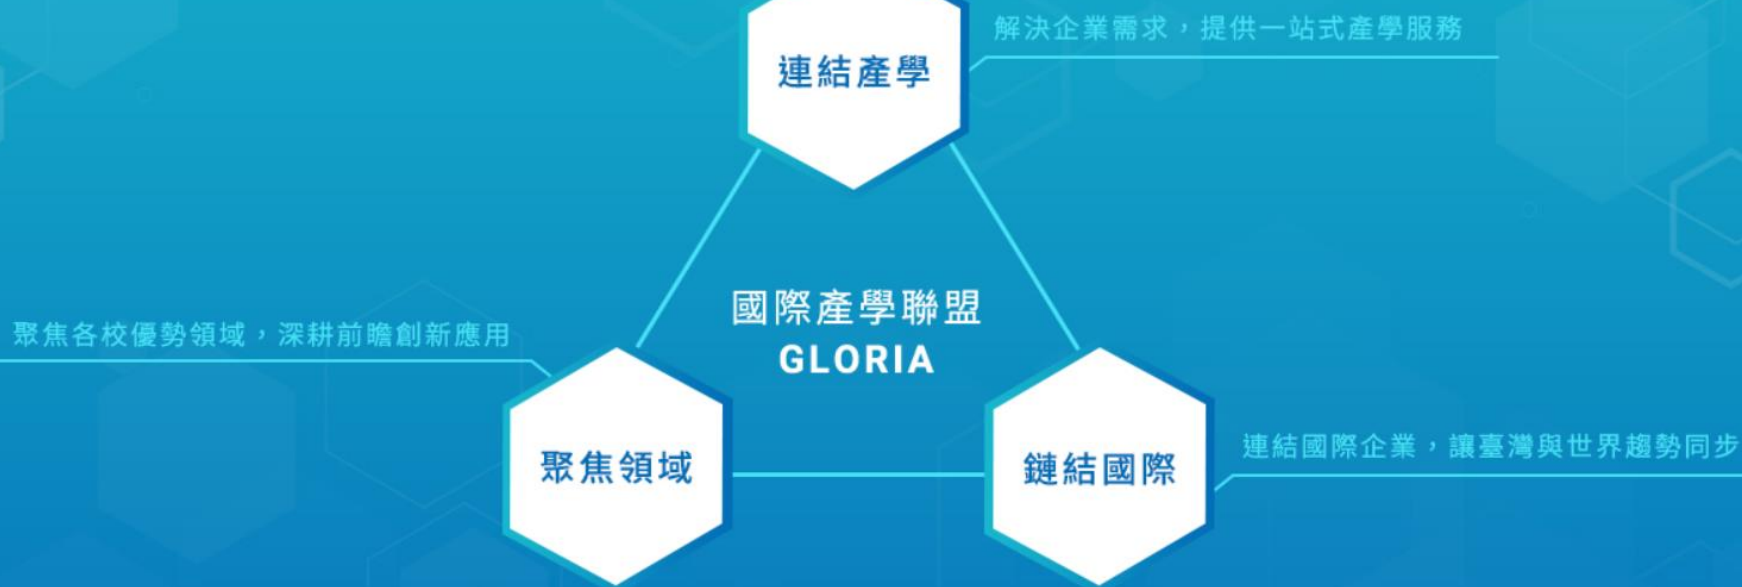 解決企業需求，提供一站式產學服務
連結產學
國際產學聯盟
GLORIA
聚焦各校優勢領域，深耕前瞻創新應用
聚焦領域
鏈結國際
連結國際企業，讓臺灣與世界趨勢同步